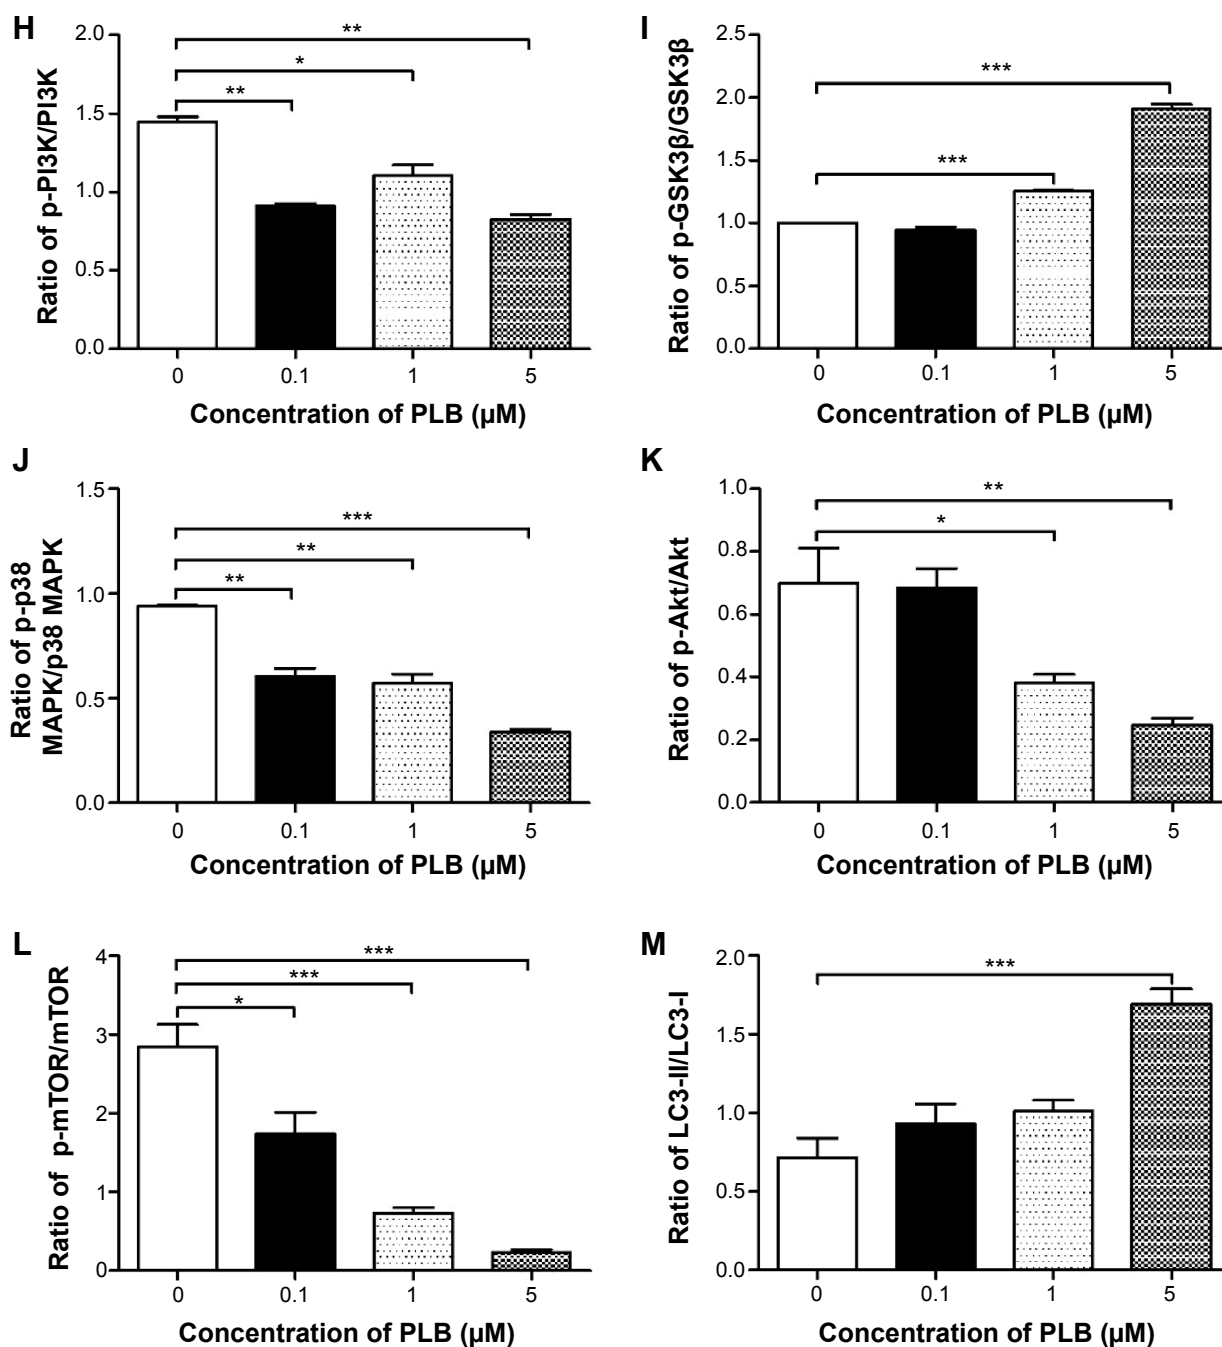 H
Ratio of p-PI3K/PI3K
2.0
1.5
1.0
0.5
0.0
**
*
**
0 0.1 1 5
Concentration of PLB (µM)
I
Ratio of p-GSK3β/GSK3β
2.5
2.0
1.5
1.0
0.5
0.0
***
***
0 0.1 1 5
Concentration of PLB (µM)
J
Ratio of p-p38
MAPK/p38 MAPK
1.5
1.0
0.5
0.0
***
**
**
0 0.1 1 5
Concentration of PLB (µM)
K
Ratio of p-Akt/Akt
1.0
0.8
0.6
0.4
0.2
0.0
**
*
0 0.1 1 5
Concentration of PLB (µM)
L
Ratio of p-mTOR/mTOR
4
3
2
1
0
***
***
*
0 0.1 1 5
Concentration of PLB (µM)
M
Ratio of LC3-II/LC3-I
2.0
1.5
1.0
0.5
0.0
***
0 0.1 1 5
Concentration of PLB (µM)